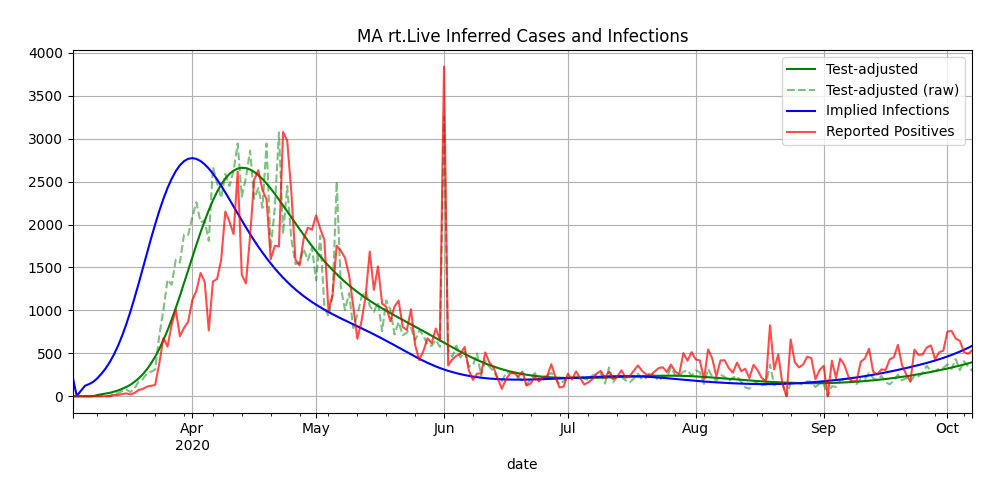 MA rt.Live Inferred Cases and Infections
4000
3500
3000
2500
2000
1500
1000
500
0
Test-adjusted
Test-adjusted (raw)
Implied Infections
Reported Positives
Apr
2020
May
Jun
Jul
Aug
Sep
Oct
date